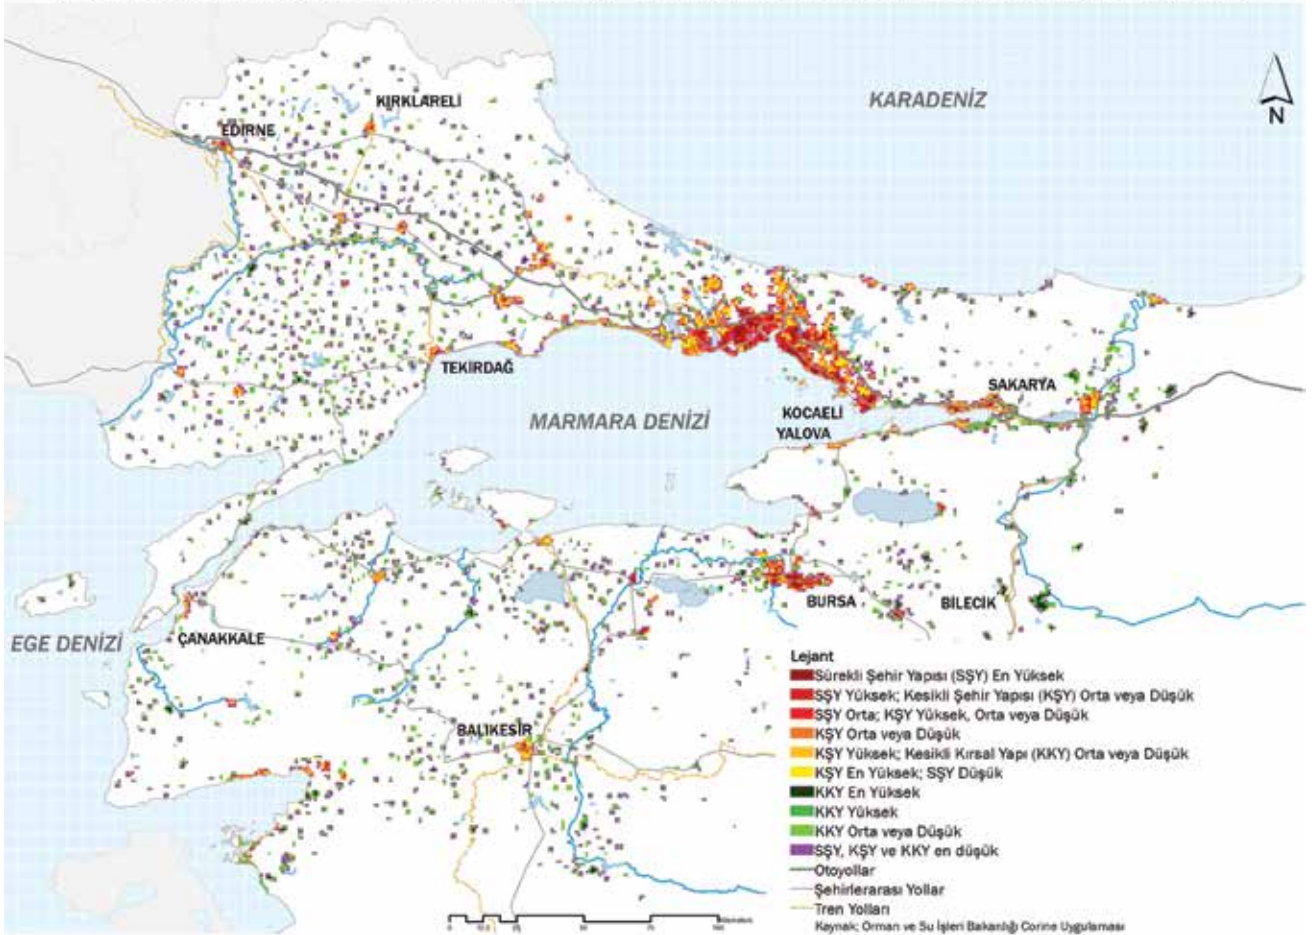 KARADENİZ
N
KIRKLARELİ
EDİRNE
TEKİRDAĞ
MARMARA DENİZİ
SAKARYA
KOCAELİ
YALOVA
BURSA
BİLECİK
EGE DENİZİ
ÇANAKKALE
BALIKESİR
Lejant
Sürekli Şehir Yapısı (SŞY) En Yüksek
SŞY Yüksek; Kesikli Şehir Yapısı (KŞY) Orta veya Düşük
SŞY Orta; KŞY Yüksek, Orta veya Düşük
KŞY Orta veya Düşük
KŞY Yüksek; Kesikli Kırsal Yapı (KKY) Orta veya Düşük
KŞY En Yüksek; SŞY Düşük
KKY En Yüksek
KKY Yüksek
KKY Orta veya Düşük
SŞY, KŞY ve KKY en düşük
Otoyollar
Şehirlerarası Yollar
Tren Yolları
Kaynak: Orman ve Su İşleri Bakanlığı Corine Uygulaması